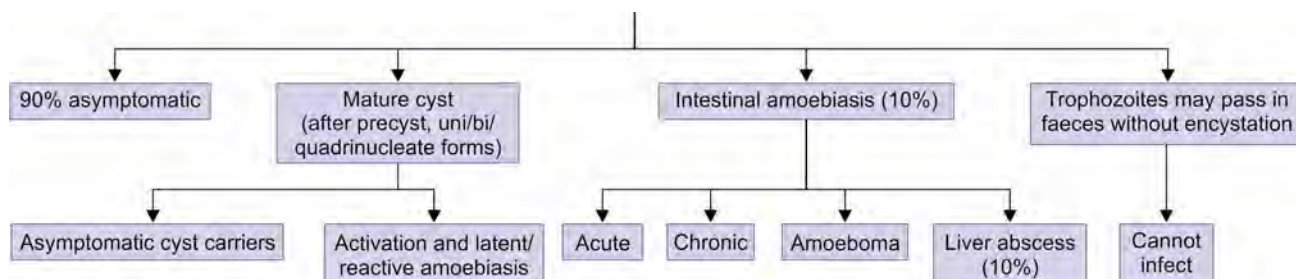 90% asymptomatic
Mature cyst
(after precyst, uni/bi/
quadrinucleate forms)
Intestinal amoebiasis (10%)
Trophozoites may pass in
faeces without encystation
Asymptomatic cyst carriers
Activation and latent/
reactive amoebiasis
Acute
Chronic
Amoeboma
Liver abscess
(10%)
Cannot
infect